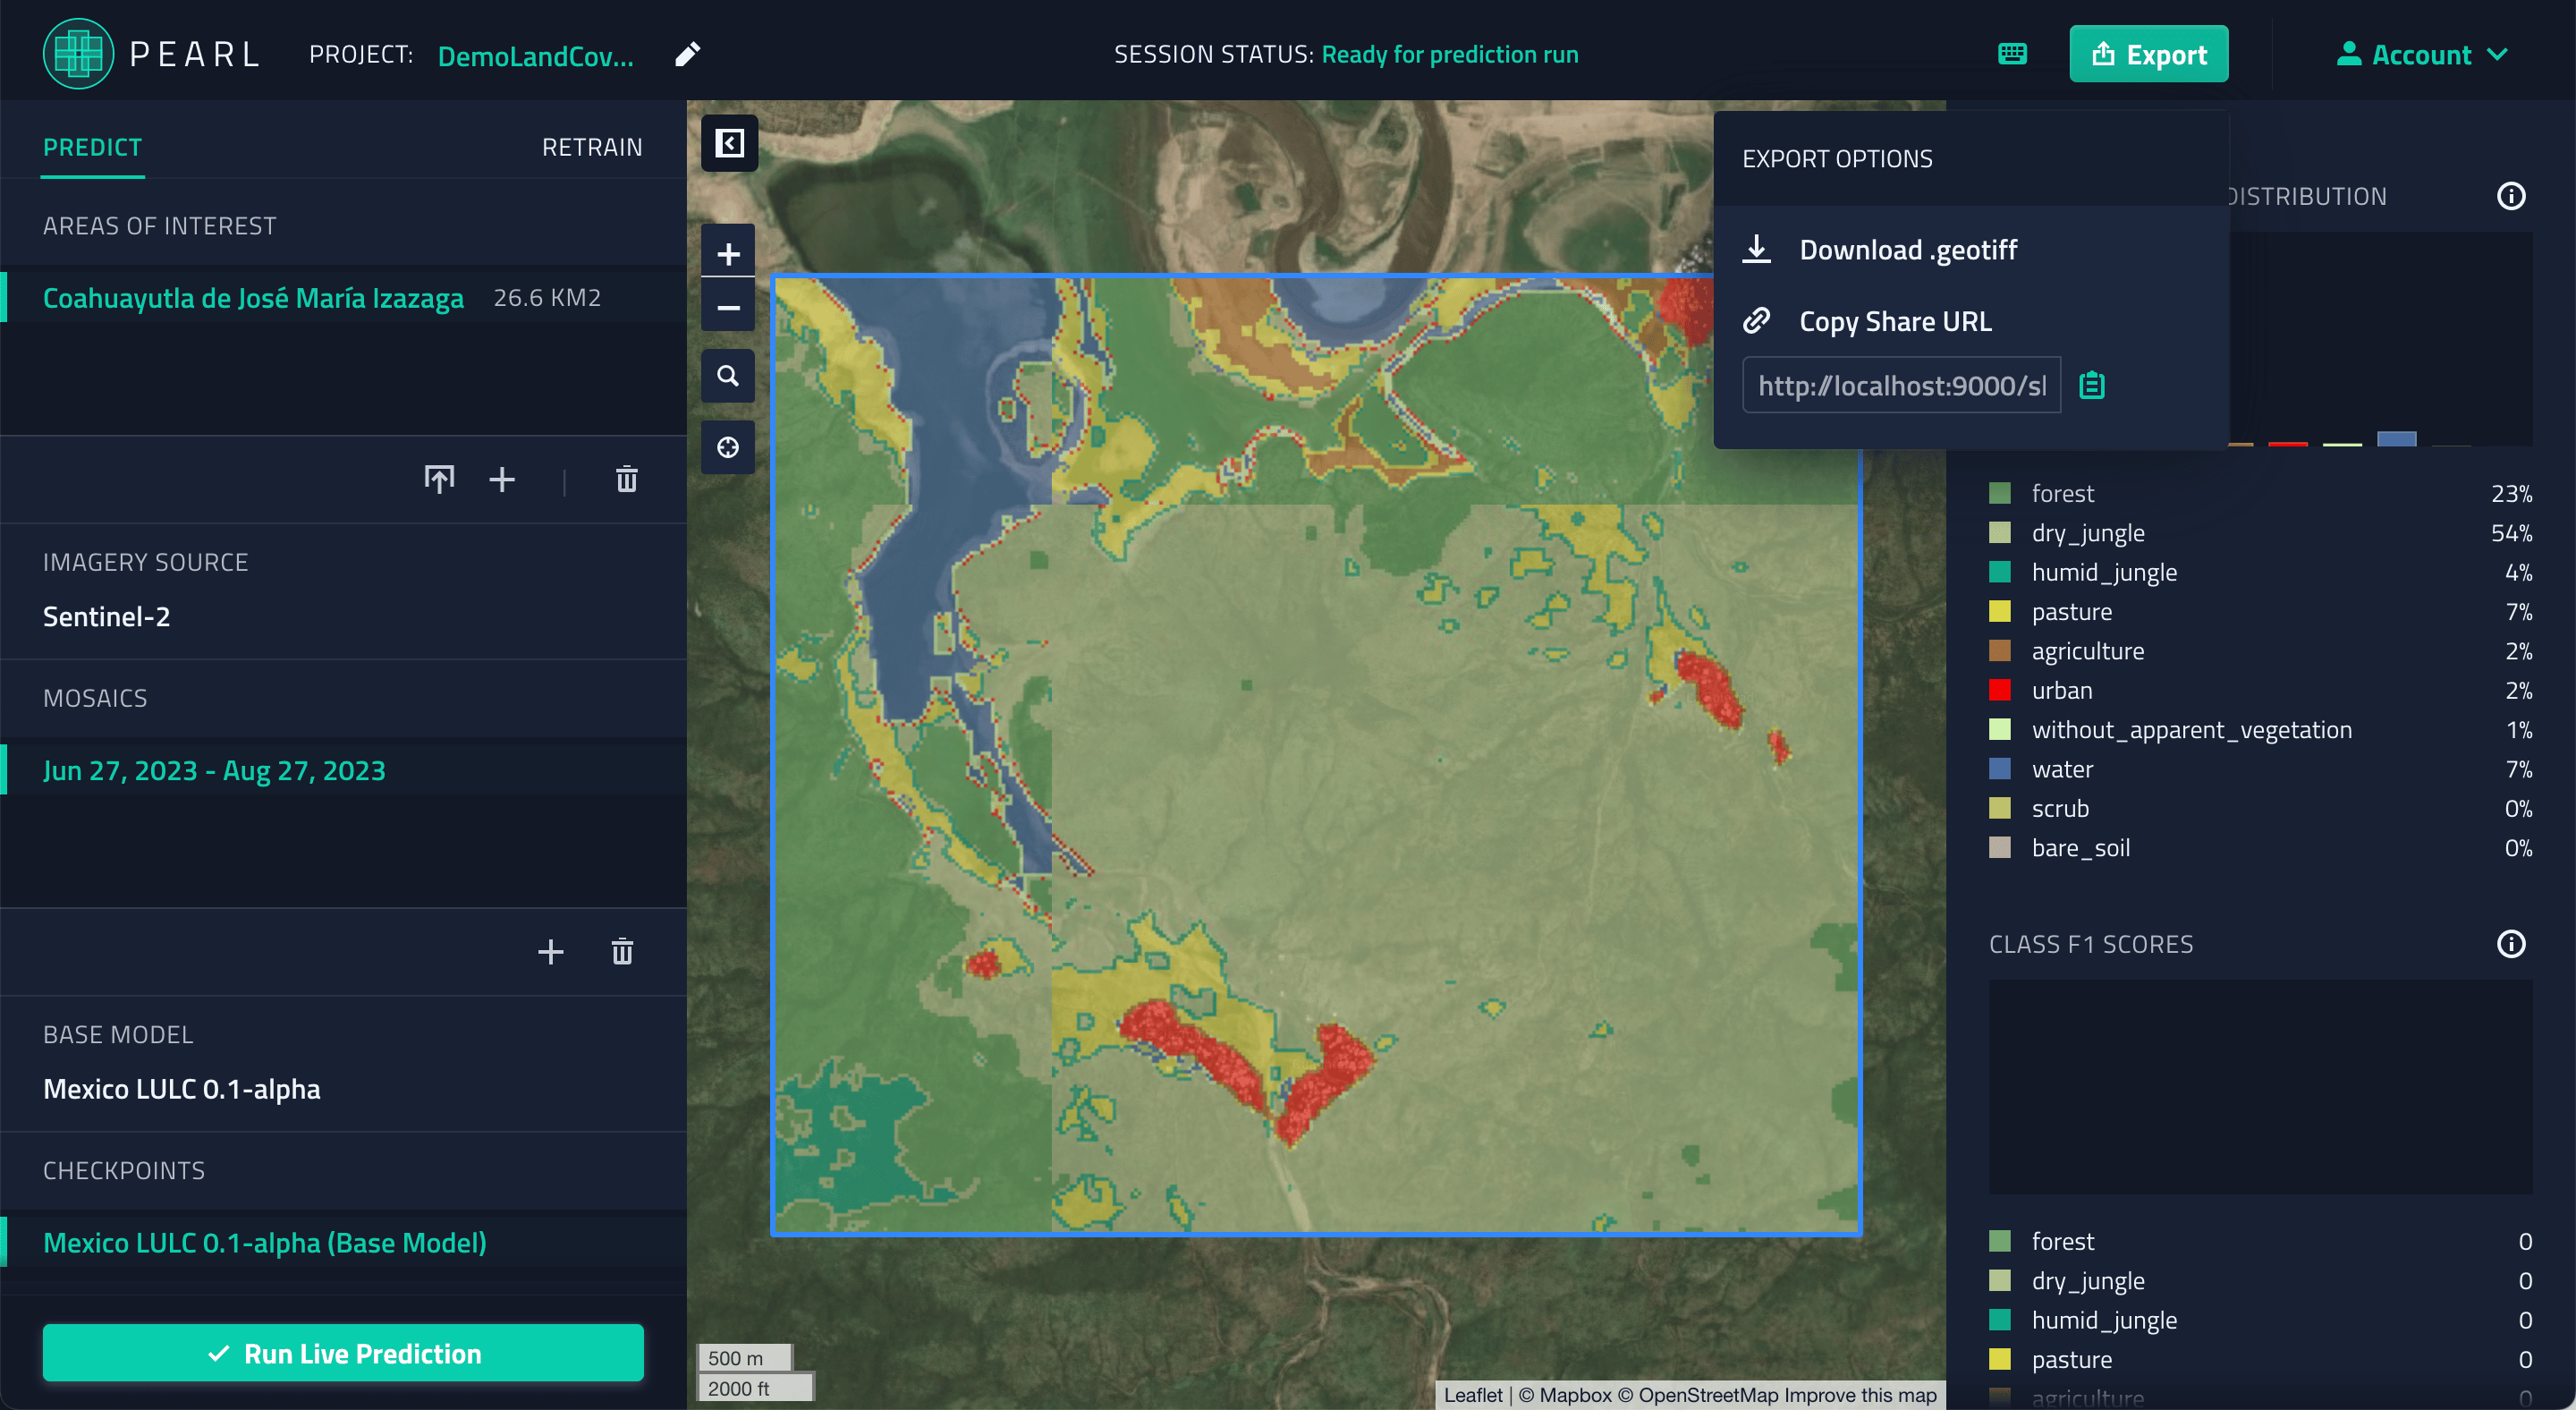 PEARL
PROJECT: DemoLandCov...
SESSION STATUS: Ready for prediction run
Export
Account
PREDICT
RETRAIN
AREAS OF INTEREST
Coahuayutla de José María Izazaga 26.6 KM2
IMAGERY SOURCE
Sentinel-2
MOSAICS
Jun 27, 2023 - Aug 27, 2023
BASE MODEL
Mexico LULC 0.1-alpha
CHECKPOINTS
Mexico LULC 0.1-alpha (Base Model)
Run Live Prediction
500 m
2000 ft
Leaflet | © Mapbox © OpenStreetMap Improve this map
EXPORT OPTIONS
Download .geotiff
Copy Share URL
http://localhost:9000/sl
DISTRIBUTION
forest 23%
dry_jungle 54%
humid_jungle 4%
pasture 7%
agriculture 2%
urban 2%
without_apparent_vegetation 1%
water 7%
scrub 0%
bare_soil 0%
CLASS F1 SCORES
forest 0
dry_jungle 0
humid_jungle 0
pasture 0
agriculture 0